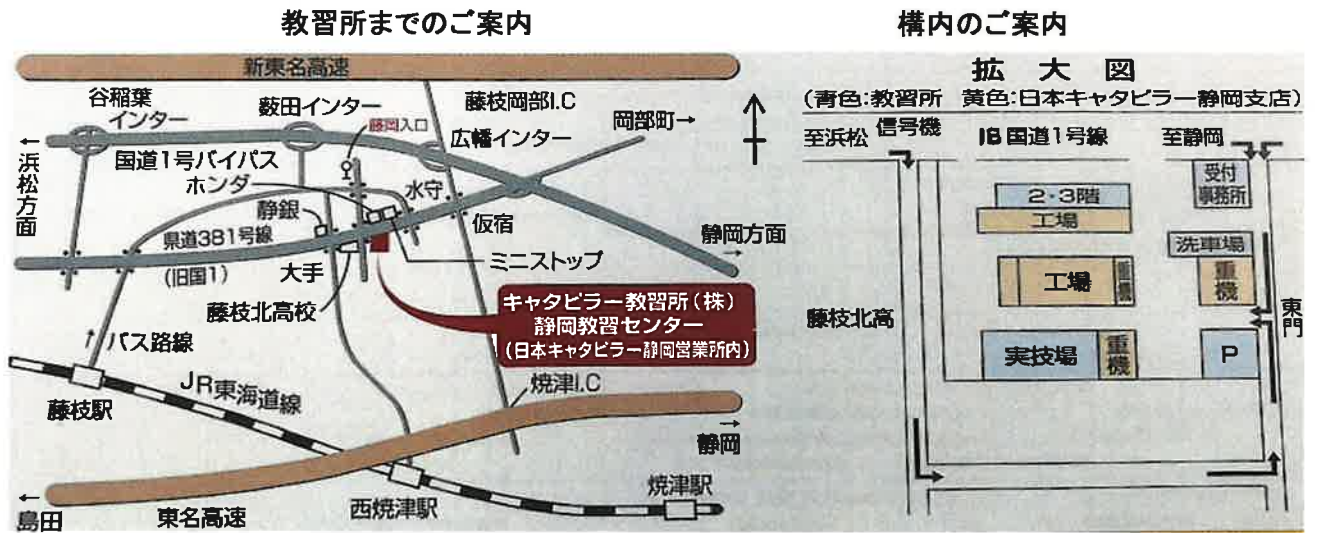 教習所までのご案内
構内のご案内
新東名高速
谷稲葉
インター
薮田インター
藤枝岡部I.C
藤岡入口
広幡インター
岡部町→
←
浜松方面
国道1号バイパス
ホンダ
水守
静銀
仮宿
県道381号線
(旧国1)
大手
静岡方面
→
ミニストップ
藤枝北高校
キャタピラー教習所(株)
静岡教習センター
(日本キャタピラー静岡営業所内)
バス路線
JR東海道線
藤枝駅
焼津I.C
→
静岡
西焼津駅
焼津駅
←
島田
東名高速
拡大図
(青色:教習所 黄色:日本キャタピラー静岡支店)
至浜松
信号機
旧国道1号線
至静岡
受付
事務所
2・3階
工場
洗車場
工場
重機
重機
藤枝北高
東門
実技場
重機
P